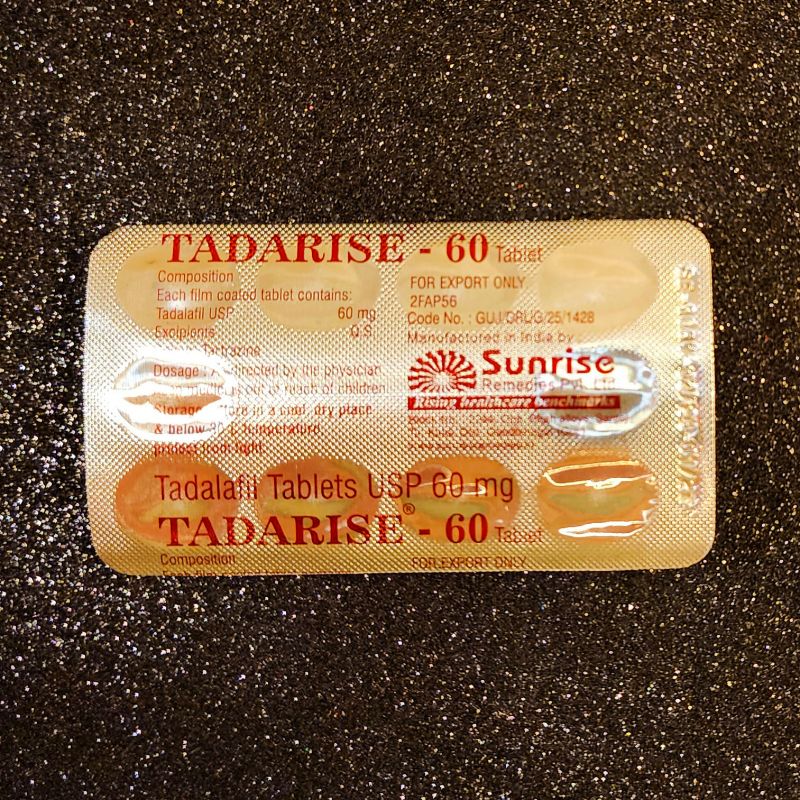 TADARISE - 60 Tablet
Composition
Each film coated tablet contains:
Tadalafil USP 60 mg
Excipients Q.S.
Tartrazine
Dosage : As directed by the physician
out of reach of children
Storage : Store in a cool, dry place
& below 30 C temperature
protect from light.
FOR EXPORT ONLY
2FAP56
Code No. : GUJ/DRUG/25/1428
Manufactured in India by :
Sunrise
Remedies Pvt. Ltd.
Rising healthcare benchmarks
Tadalafil Tablets USP 60 mg
TADARISE® - 60 Tablet
Composition
FOR EXPORT ONLY